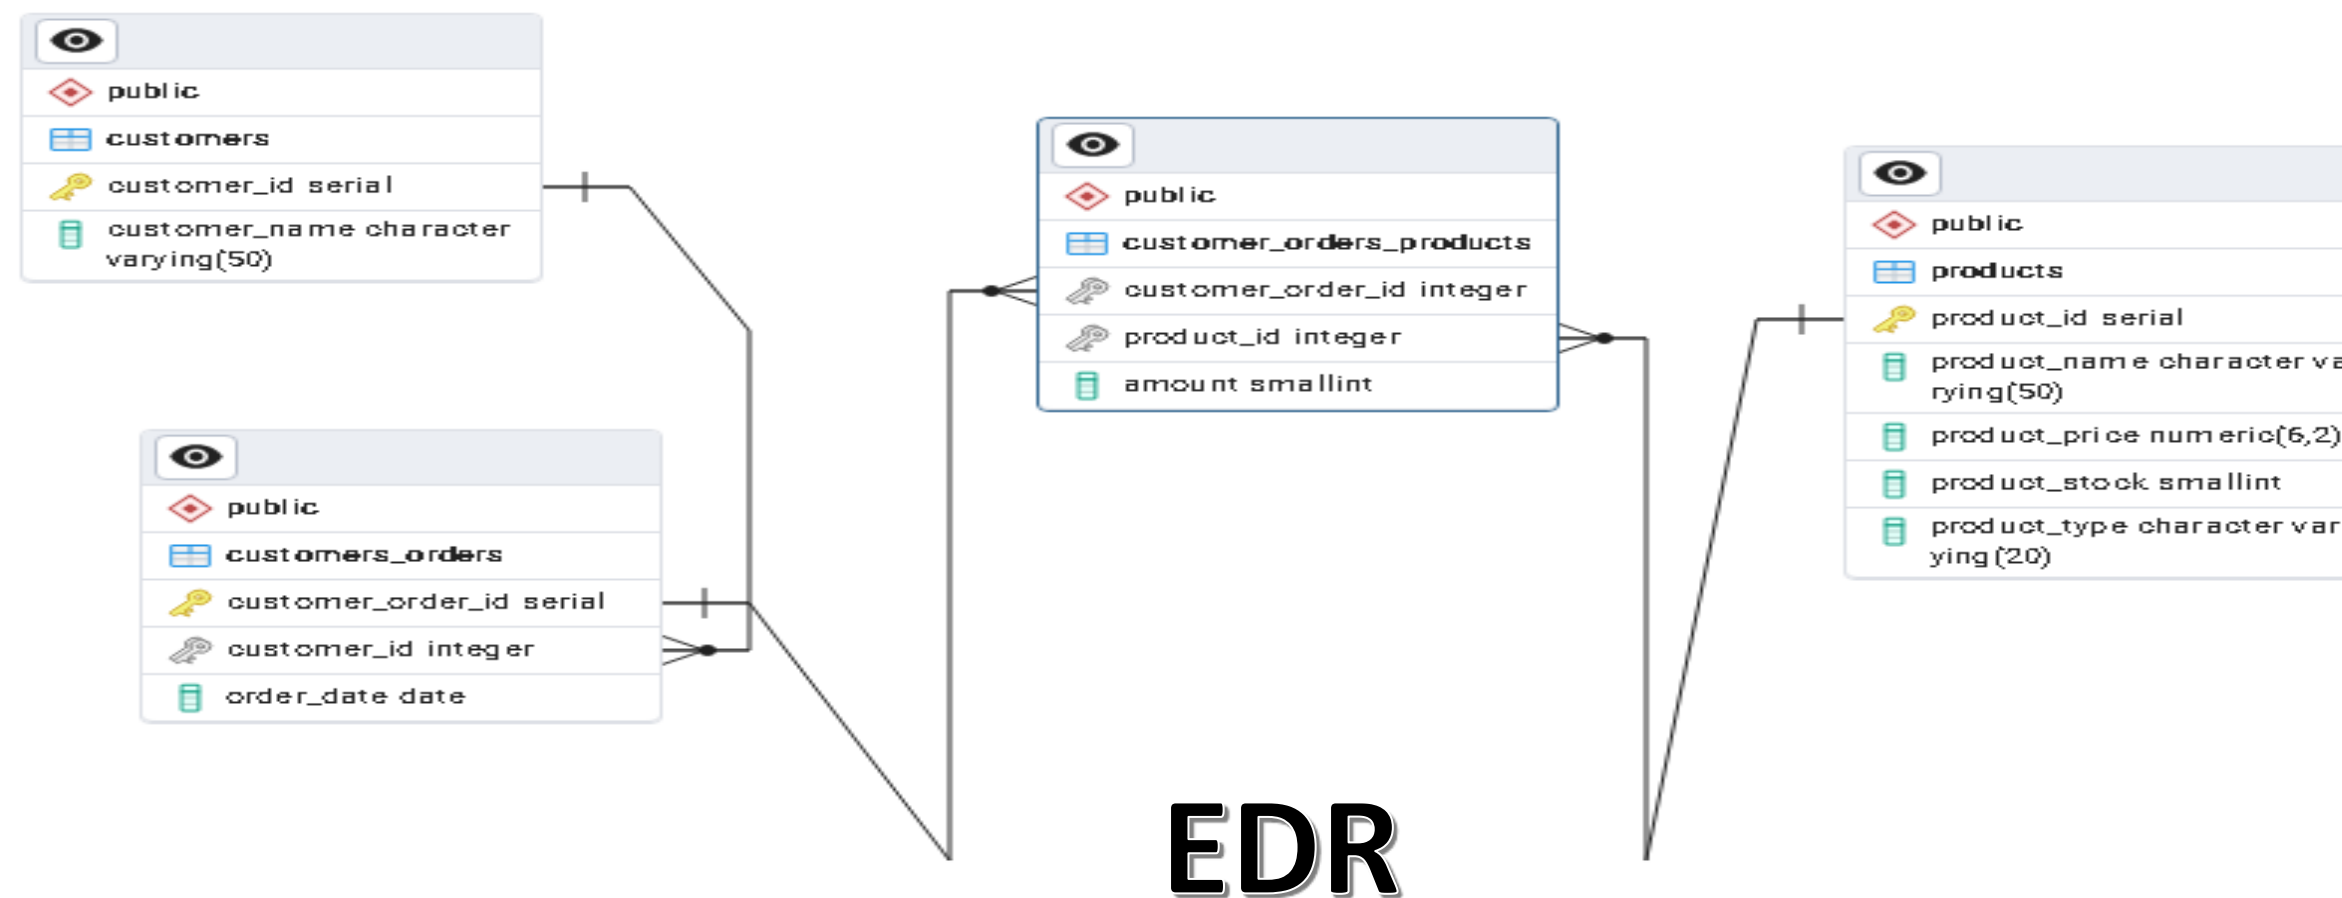 public
customers
customer_id serial
customer_name character
varying(50)
public
customers_orders
customer_order_id serial
customer_id integer
order_date date
public
customer_orders_products
customer_order_id integer
product_id integer
amount smallint
public
products
product_id serial
product_name character va
rying(50)
product_price numeric(6,2)
product_stock smallint
product_type character var
ying(20)
EDR